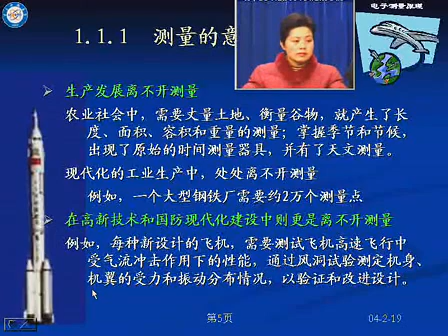 电子测量原理
1.1.1 测量的意
生产发展离不开测量
农业社会中，需要丈量土地、衡量谷物，就产生了长
度、面积、容积和重量的测量；掌握季节和节候，
出现了原始的时间测量器具，并有了天文测量。
现代化的工业生产中，处处离不开测量
例如，一个大型钢铁厂需要约2万个测量点
在高新技术和国防现代化建设中则更是离不开测量
例如，每种新设计的飞机，需要测试飞机高速飞行中
受气流冲击作用下的性能，通过风洞试验测定机身、
机翼的受力和振动分布情况，以验证和改进设计。
第5页
04-2-19